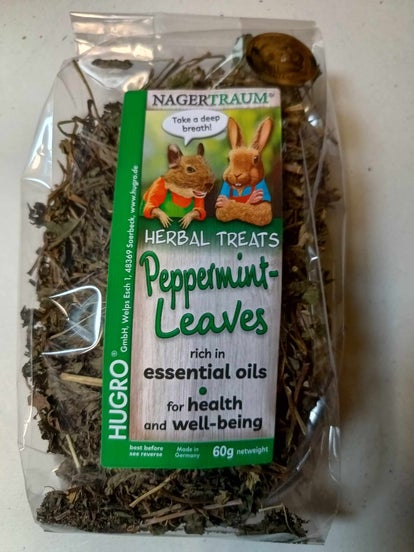 NAGERTRAUM
Take a deep
breath!
HERBAL TREATS
Peppermint-
Leaves
rich in
essential oils
•
for health
and well-being
best before
see reverse
Made in
Germany
60g netweight
HUGRO®
GmbH, Welps Esch 1, 48369 Saerbeck, www.hugro.de